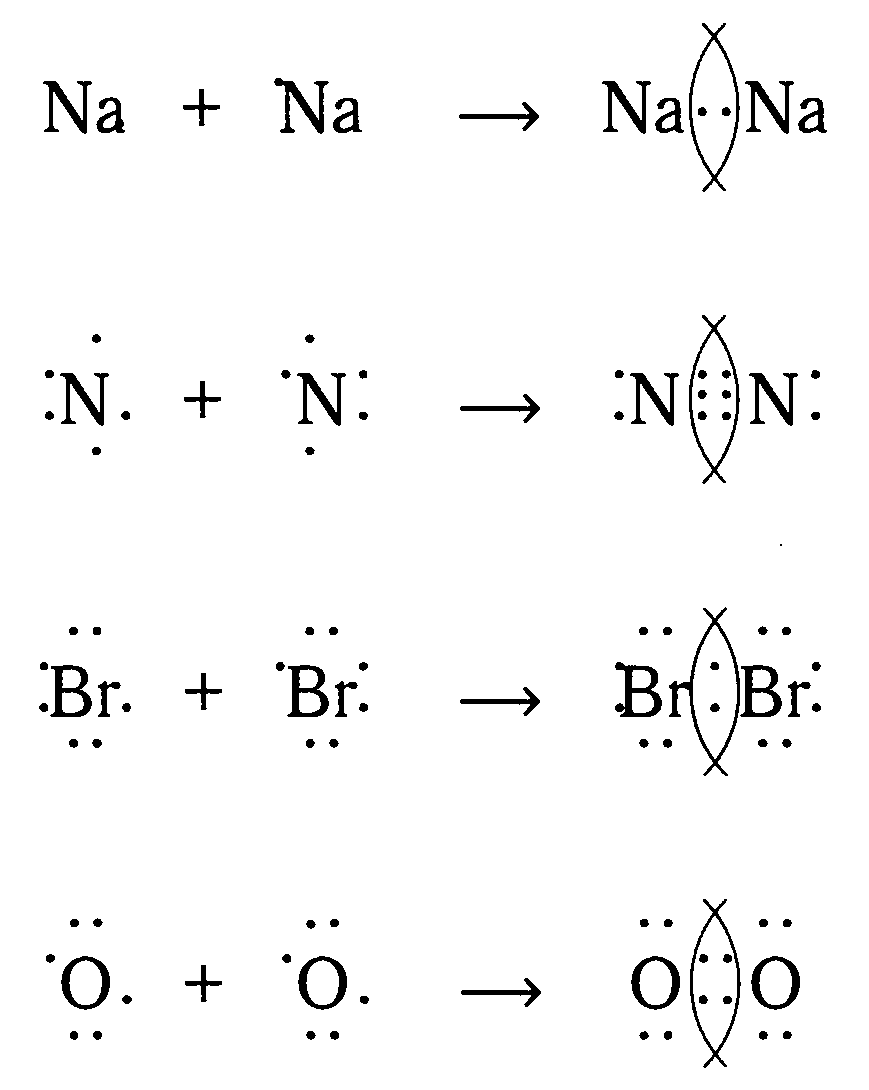 Na + Na → Na Na
N + N → N N
Br + Br → Br Br
O + O → O O